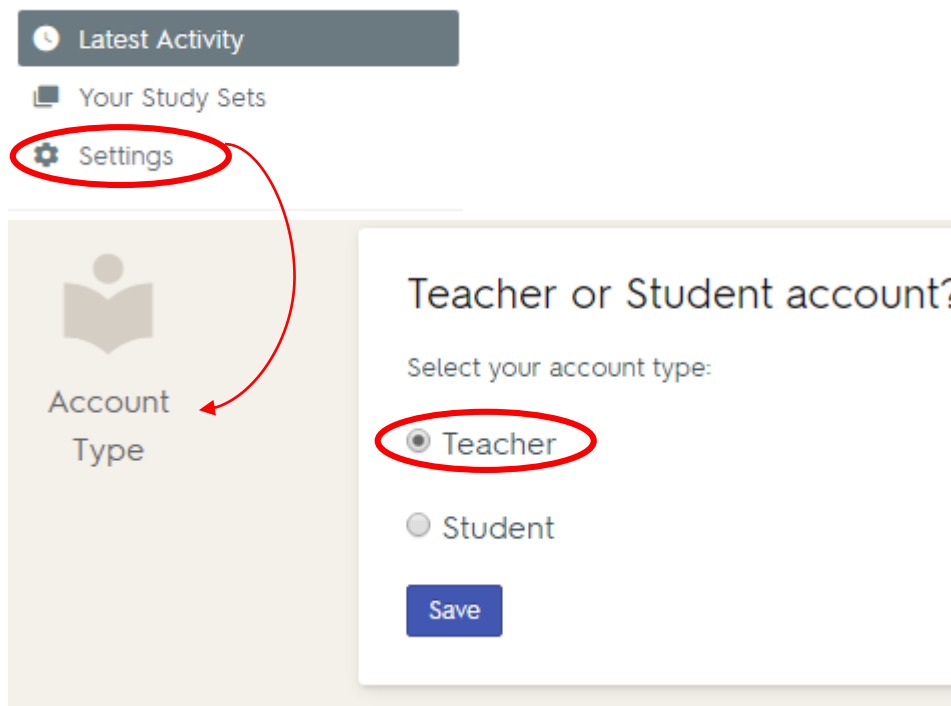 Latest Activity
Your Study Sets
Settings
Account
Type
Teacher or Student account?
Select your account type:
Teacher
Student
Save